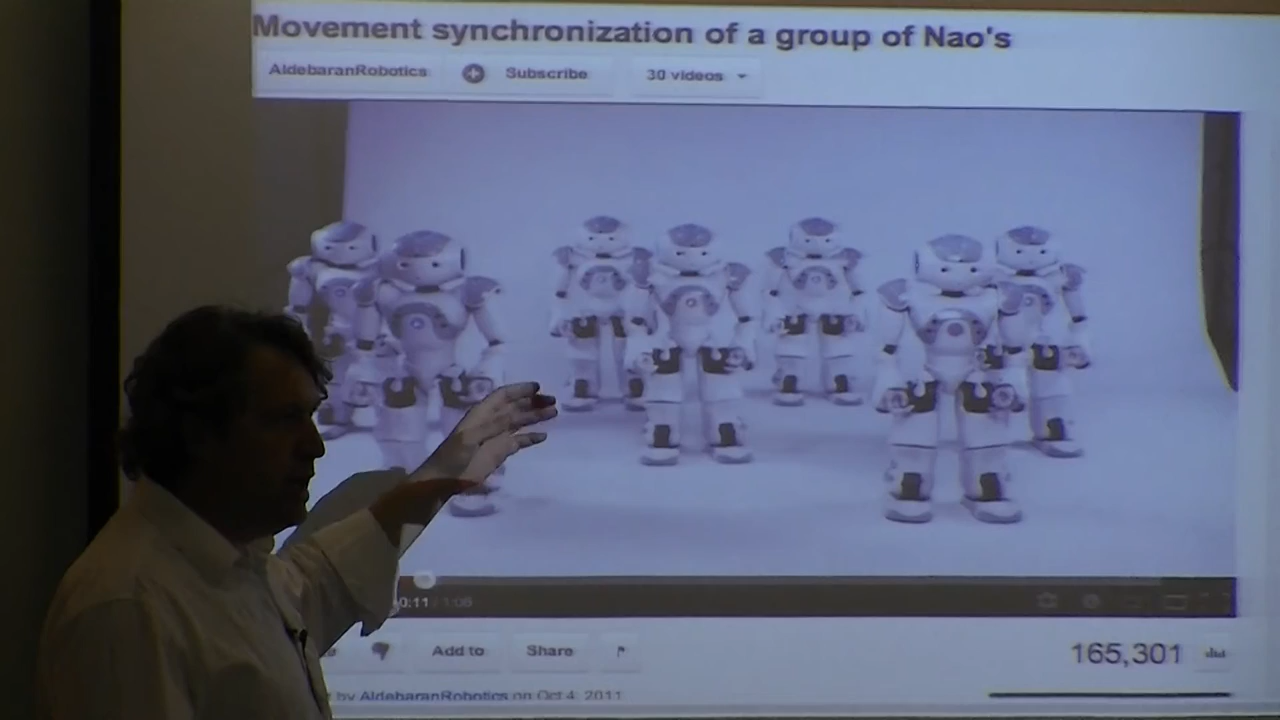 Movement synchronization of a group of Nao's
AldebaranRobotics Subscribe 30 videos
0:11 / 1:08
Add to Share 165,301
by AldebaranRobotics on Oct 4, 2011